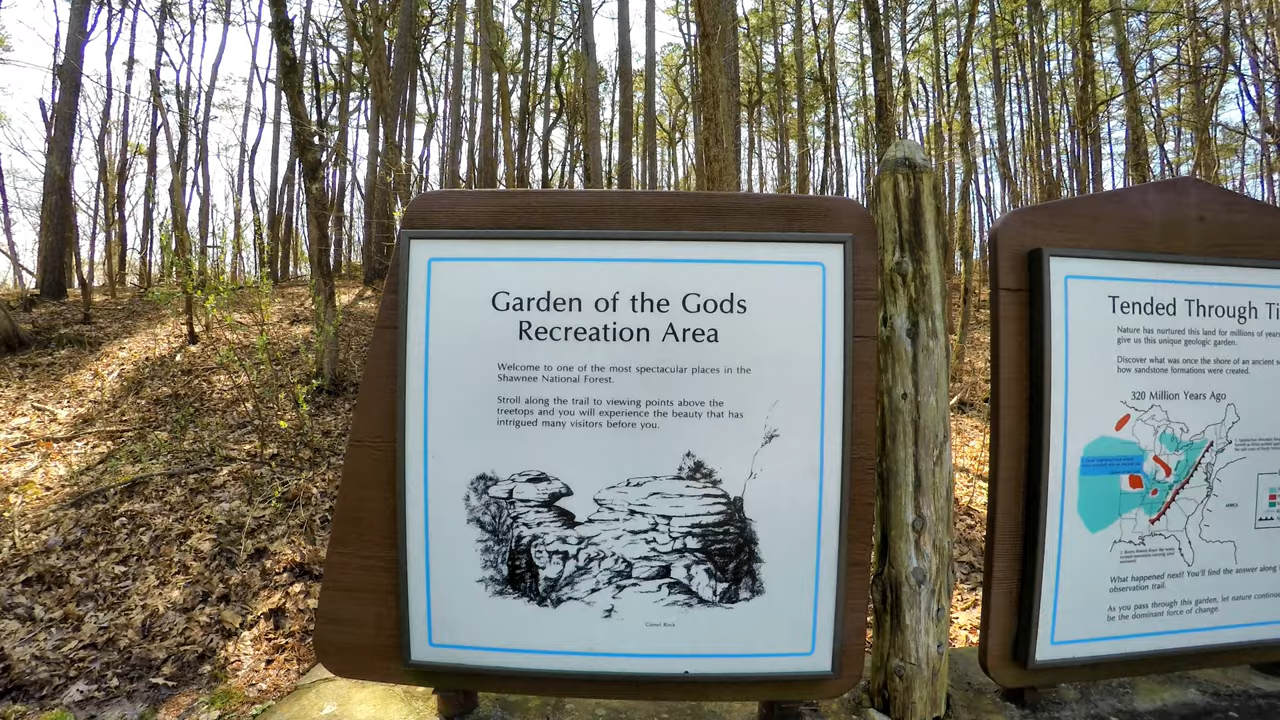 Garden of the Gods
Recreation Area
Welcome to one of the most spectacular places in the
Shawnee National Forest.
Stroll along the trail to viewing points above the
treetops and you will experience the beauty that has
intrigued many visitors before you.
Camel Rock
Tended Through Ti
Nature has nurtured this land for millions of years
give us this unique geologic garden.
Discover what was once the shore of an ancient s
how sandstone formations were created.
320 Million Years Ago
AFRICA
What happened next? You'll find the answer along
observation trail.
As you pass through this garden, let nature continue
be the dominant force of change.